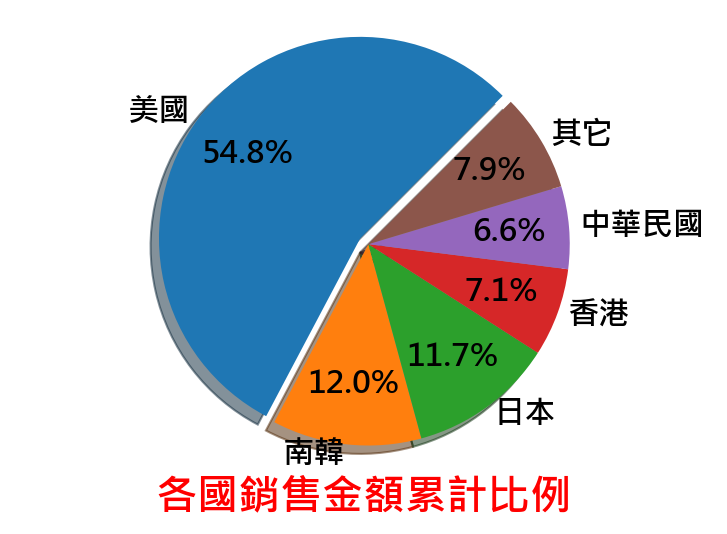 美國
54.8%
其它
7.9%
中華民國
6.6%
香港
7.1%
日本
11.7%
南韓
12.0%
各國銷售金額累計比例